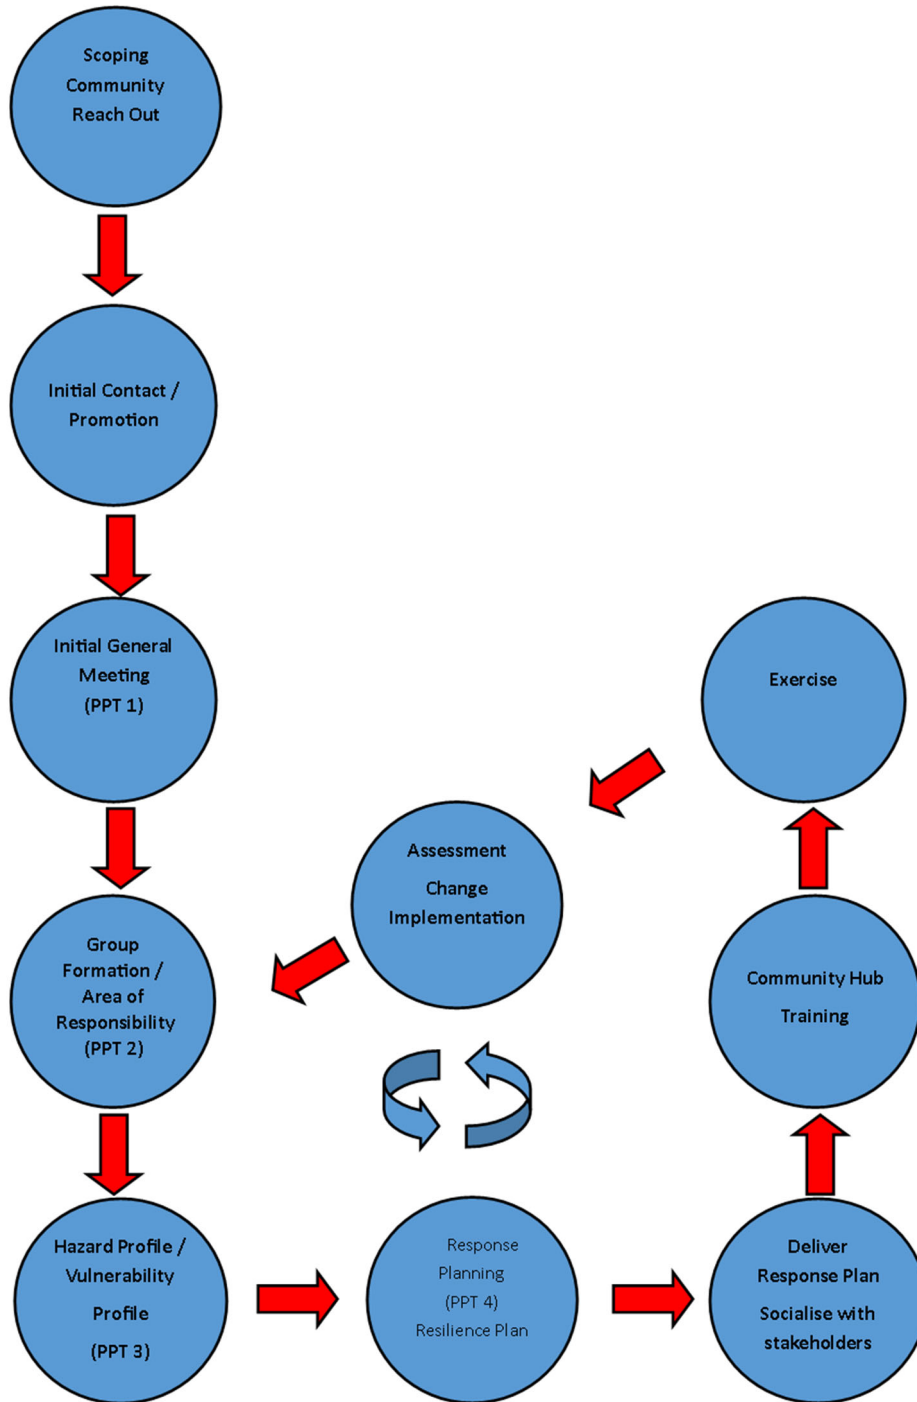 Scoping
Community
Reach Out
Initial Contact /
Promotion
Initial General
Meeting
(PPT 1)
Group
Formation /
Area of
Responsibility
(PPT 2)
Hazard Profile /
Vulnerability
Profile
(PPT 3)
Response
Planning
(PPT 4)
Resilience Plan
Deliver
Response Plan
Socialise with
stakeholders
Community Hub
Training
Exercise
Assessment
Change
Implementation